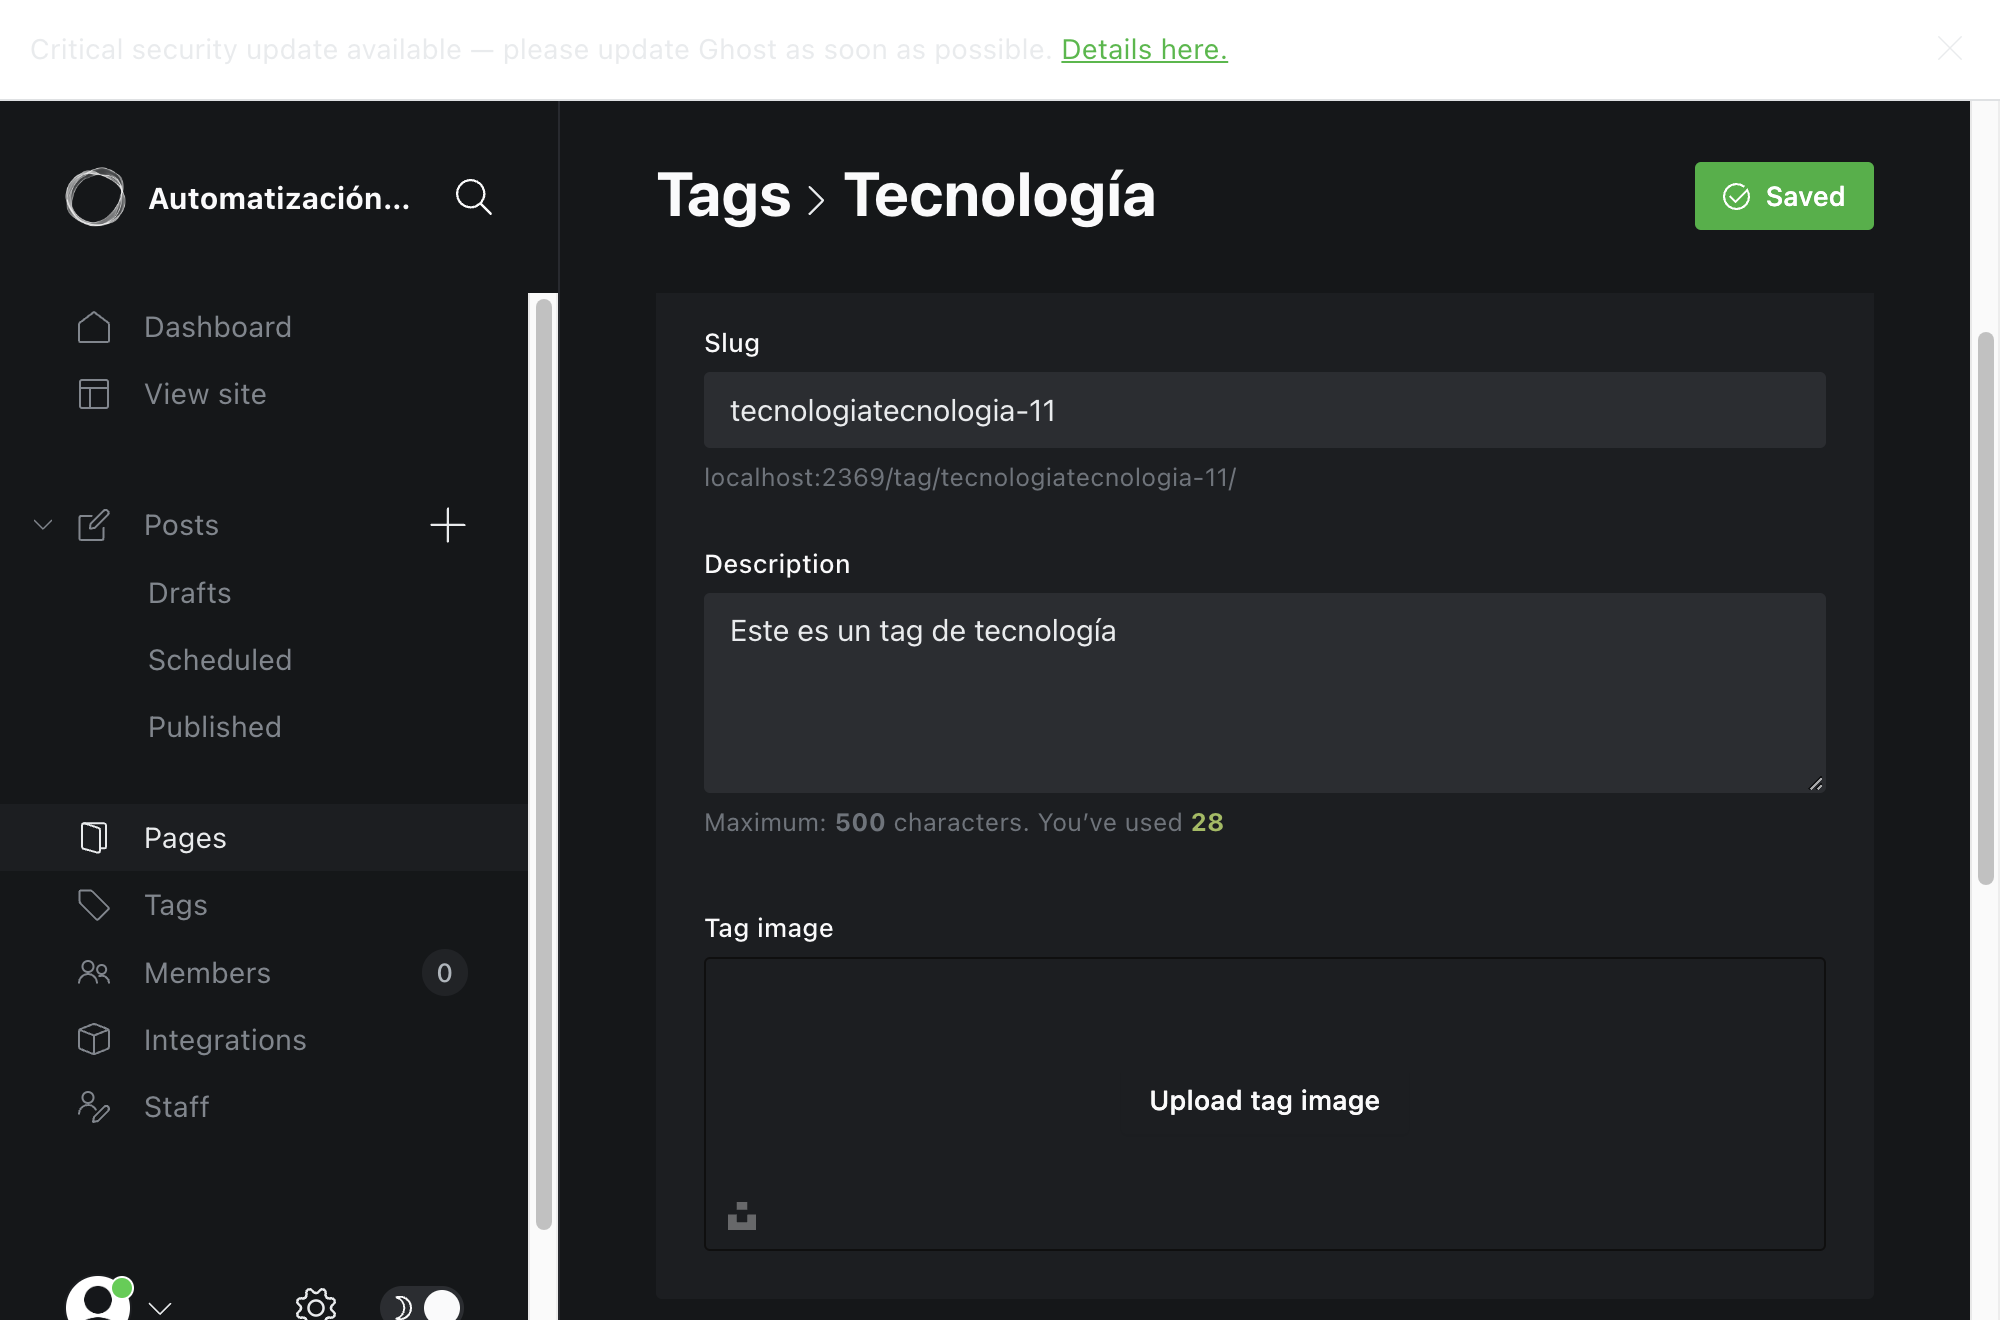 Critical security update available — please update Ghost as soon as possible. Details here.
Automatización...
Dashboard
View site
Posts
Drafts
Scheduled
Published
Pages
Tags
Members 0
Integrations
Staff
Tags > Tecnología
Saved
Slug
tecnologiatecnologia-11
localhost:2369/tag/tecnologiatecnologia-11/
Description
Este es un tag de tecnología
Maximum: 500 characters. You’ve used 28
Tag image
Upload tag image